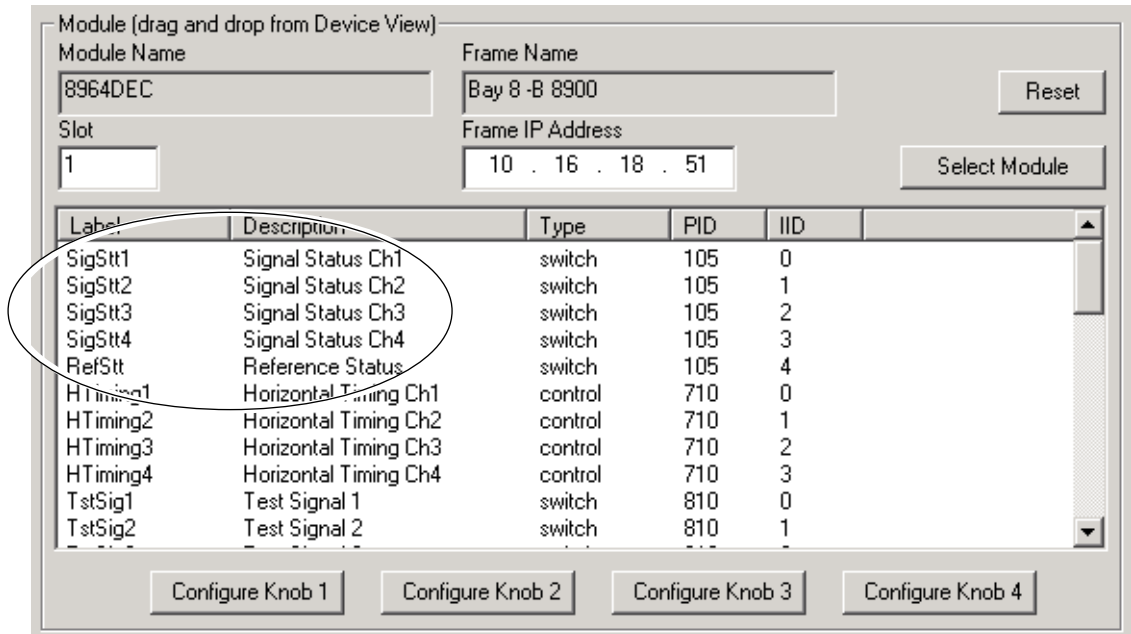 Module (drag and drop from Device View)
Module Name Frame Name
8964DEC Bay 8 -B 8900 Reset
Slot Frame IP Address
1 10 . 16 . 18 . 51 Select Module
Label Description Type PID IID
SigStt1 Signal Status Ch1 switch 105 0
SigStt2 Signal Status Ch2 switch 105 1
SigStt3 Signal Status Ch3 switch 105 2
SigStt4 Signal Status Ch4 switch 105 3
RefStt Reference Status switch 105 4
HTiming1 Horizontal Timing Ch1 control 710 0
HTiming2 Horizontal Timing Ch2 control 710 1
HTiming3 Horizontal Timing Ch3 control 710 2
HTiming4 Horizontal Timing Ch4 control 710 3
TstSig1 Test Signal 1 switch 810 0
TstSig2 Test Signal 2 switch 810 1
Configure Knob 1 Configure Knob 2 Configure Knob 3 Configure Knob 4